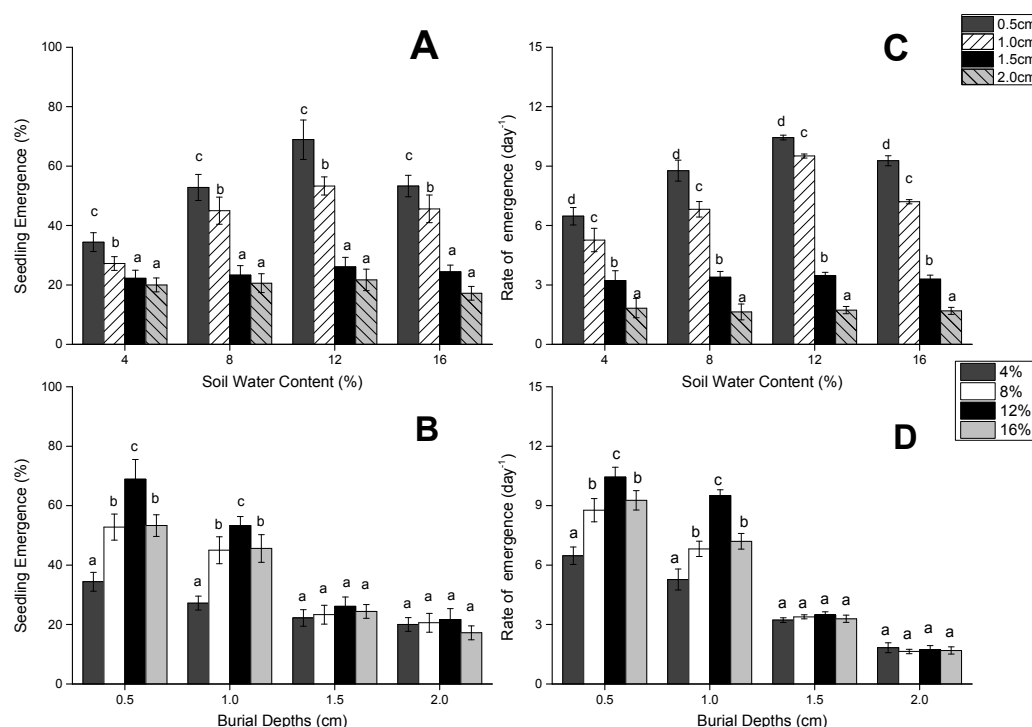 A
Seedling Emergence (%)
100
80
60
40
20
0
c
b
a
a
c
b
a
a
c
b
a
a
c
b
a
a
4
8
12
16
Soil Water Content (%)
C
0.5cm
1.0cm
1.5cm
2.0cm
Rate of emergence (day⁻¹)
15
12
9
6
3
0
d
c
b
a
d
c
b
a
d
c
b
a
d
c
b
a
4
8
12
16
Soil Water Content (%)
B
Seedling Emergence (%)
100
80
60
40
20
0
a
b
c
b
a
b
c
b
a
a
a
a
a
a
a
a
0.5
1.0
1.5
2.0
Burial Depths (cm)
D
4%
8%
12%
16%
Rate of emergence (day⁻¹)
15
12
9
6
3
0
a
b
c
b
a
b
c
b
a
a
a
a
a
a
a
a
0.5
1.0
1.5
2.0
Burial Depths (cm)